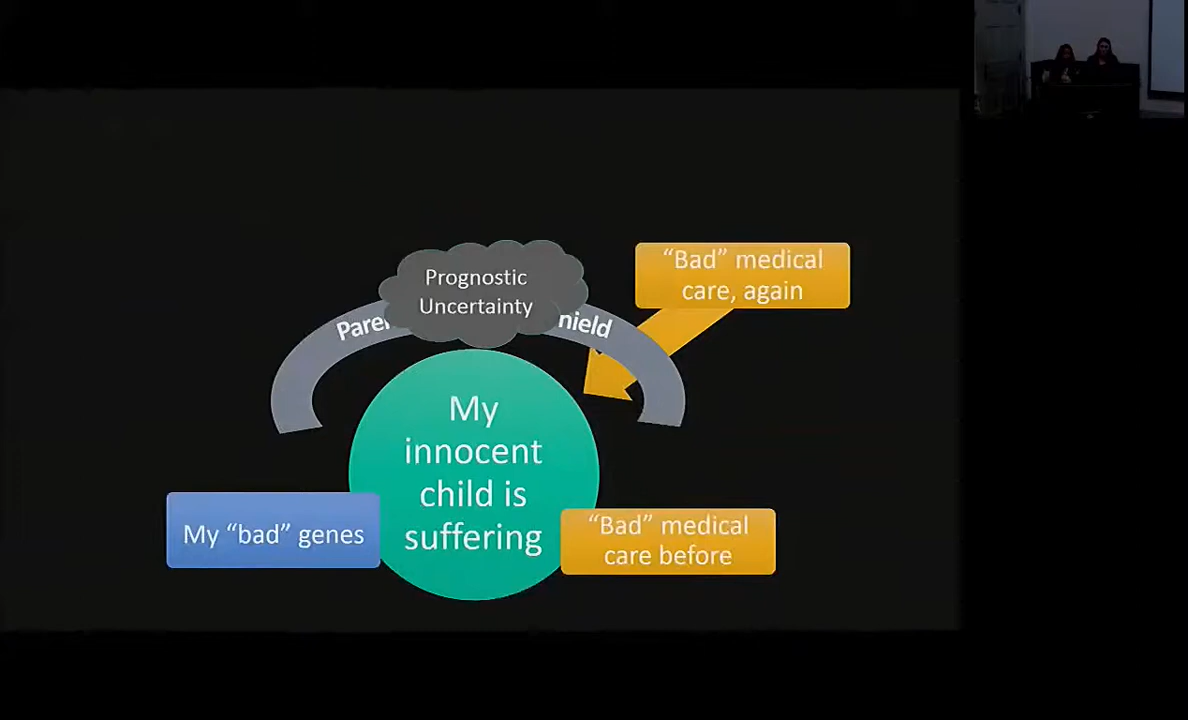 Prognostic
Uncertainty
"Bad" medical
care, again
My
innocent
child is
suffering
My "bad" genes
"Bad" medical
care before